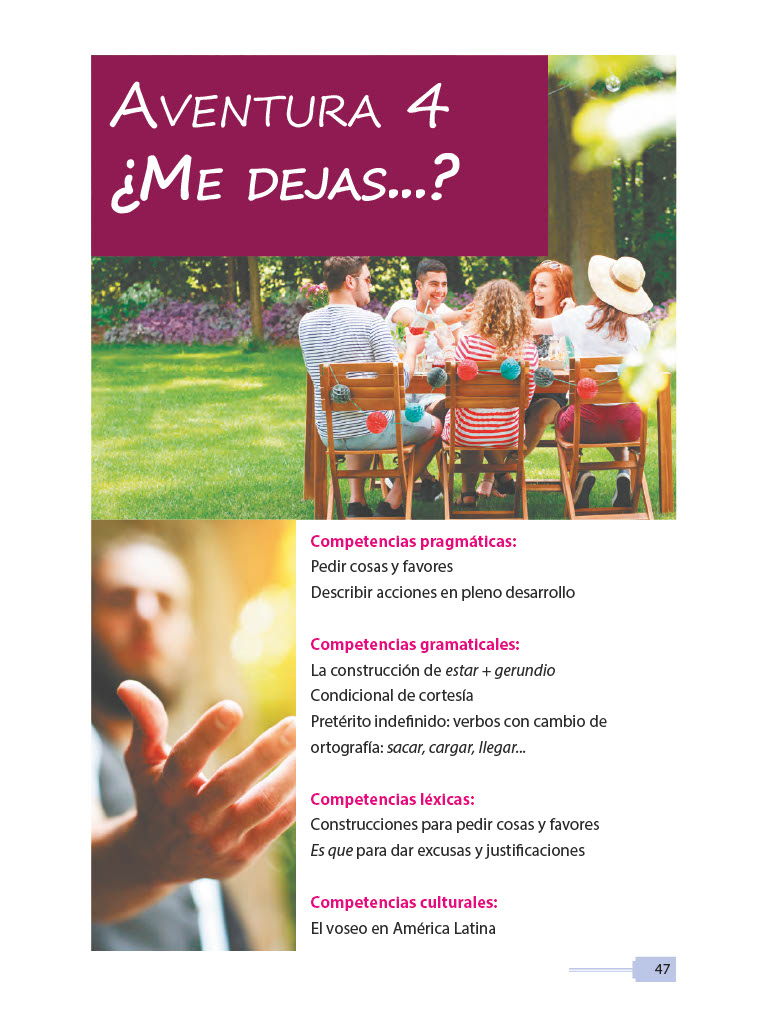 Aventura 4
¿Me dejas...?
Competencias pragmáticas:
Pedir cosas y favores
Describir acciones en pleno desarrollo
Competencias gramaticales:
La construcción de estar + gerundio
Condicional de cortesía
Pretérito indefinido: verbos con cambio de
ortografía: sacar, cargar, llegar...
Competencias léxicas:
Construcciones para pedir cosas y favores
Es que para dar excusas y justificaciones
Competencias culturales:
El voseo en América Latina
47